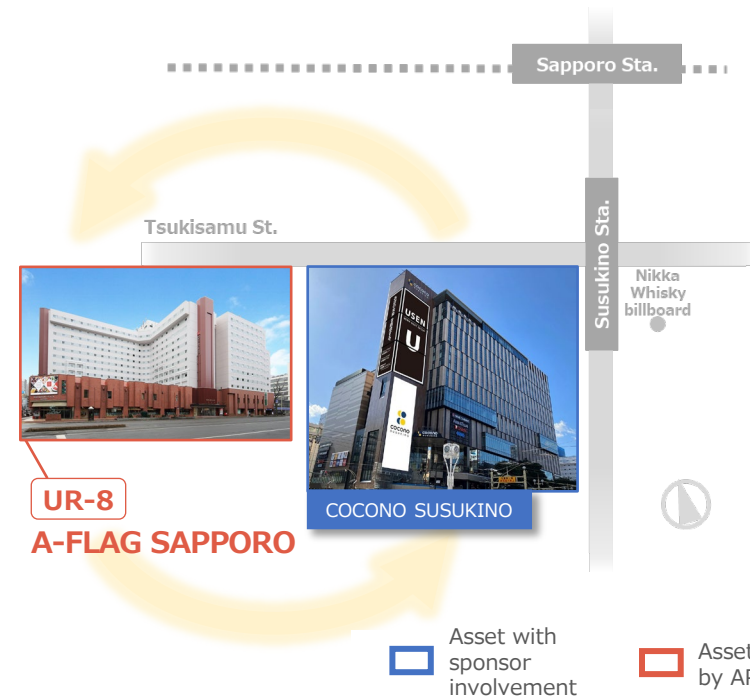 Sapporo Sta.
Tsukisamu St.
Susukino Sta.
Nikka
Whisky
billboard
USEN
U
COCONO
UR-8
A-FLAG SAPPORO
COCONO SUSUKINO
Asset with
sponsor
involvement
Asset
by